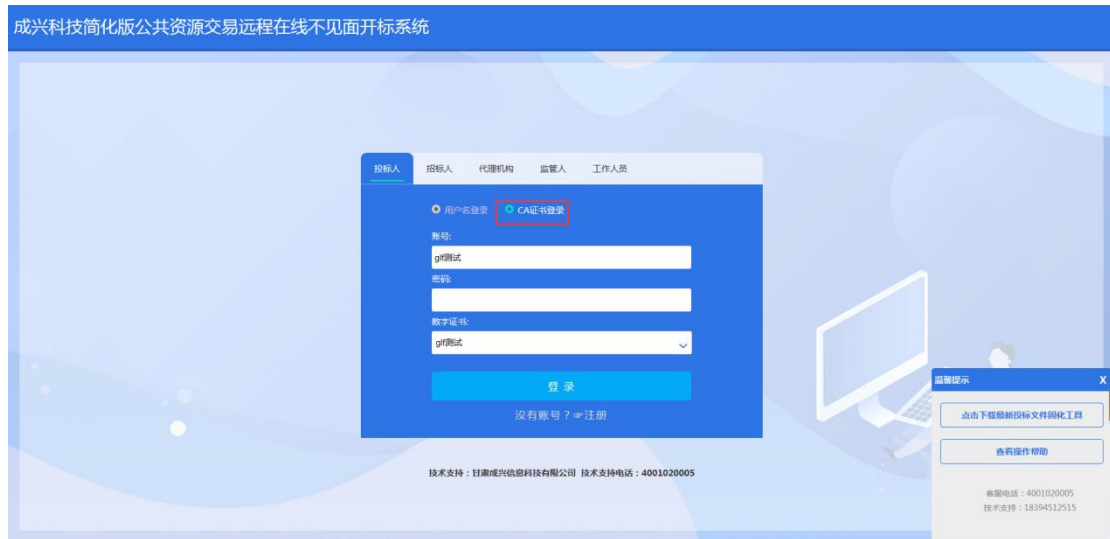 成兴科技简化版公共资源交易远程在线不见面开标系统
投标人 招标人 代理机构 监管人 工作人员
用户名登录 CA证书登录
账号:
glf测试
密码:
数字证书:
glf测试
登 录
没有账号？☞注册
技术支持：甘肃成兴信息科技有限公司 技术支持电话：4001020005
温馨提示 X
点击下载最新投标文件固化工具
查看操作帮助
客服电话：4001020005
技术支持：18394512515